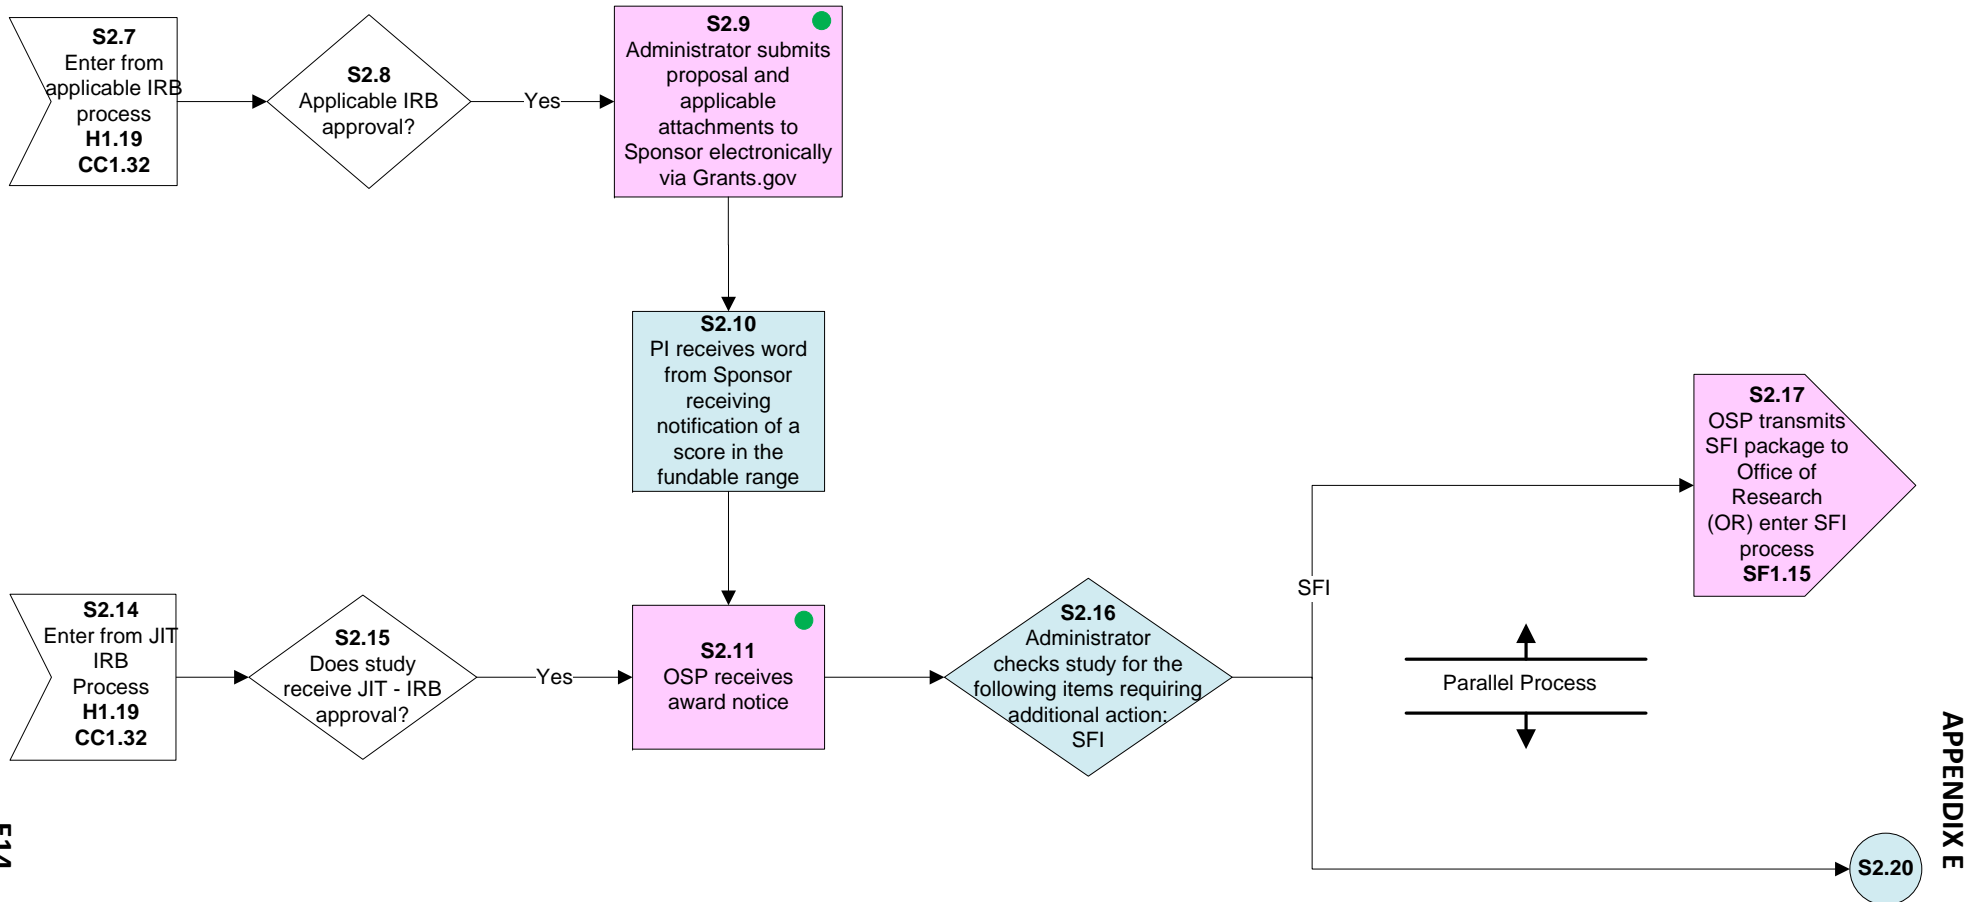 S2.7
Enter from
applicable IRB
process
H1.19
CC1.32
S2.8
Applicable IRB
approval?
Yes
S2.9
Administrator submits
proposal and
applicable
attachments to
Sponsor electronically
via Grants.gov
S2.10
PI receives word
from Sponsor
receiving
notification of a
score in the
fundable range
S2.14
Enter from JIT
IRB
Process
H1.19
CC1.32
S2.15
Does study
receive JIT - IRB
approval?
Yes
S2.11
OSP receives
award notice
S2.16
Administrator
checks study for the
following items requiring
additional action:
SFI
SFI
S2.17
OSP transmits
SFI package to
Office of
Research
(OR) enter SFI
process
SF1.15
Parallel Process
S2.20
APPENDIX E